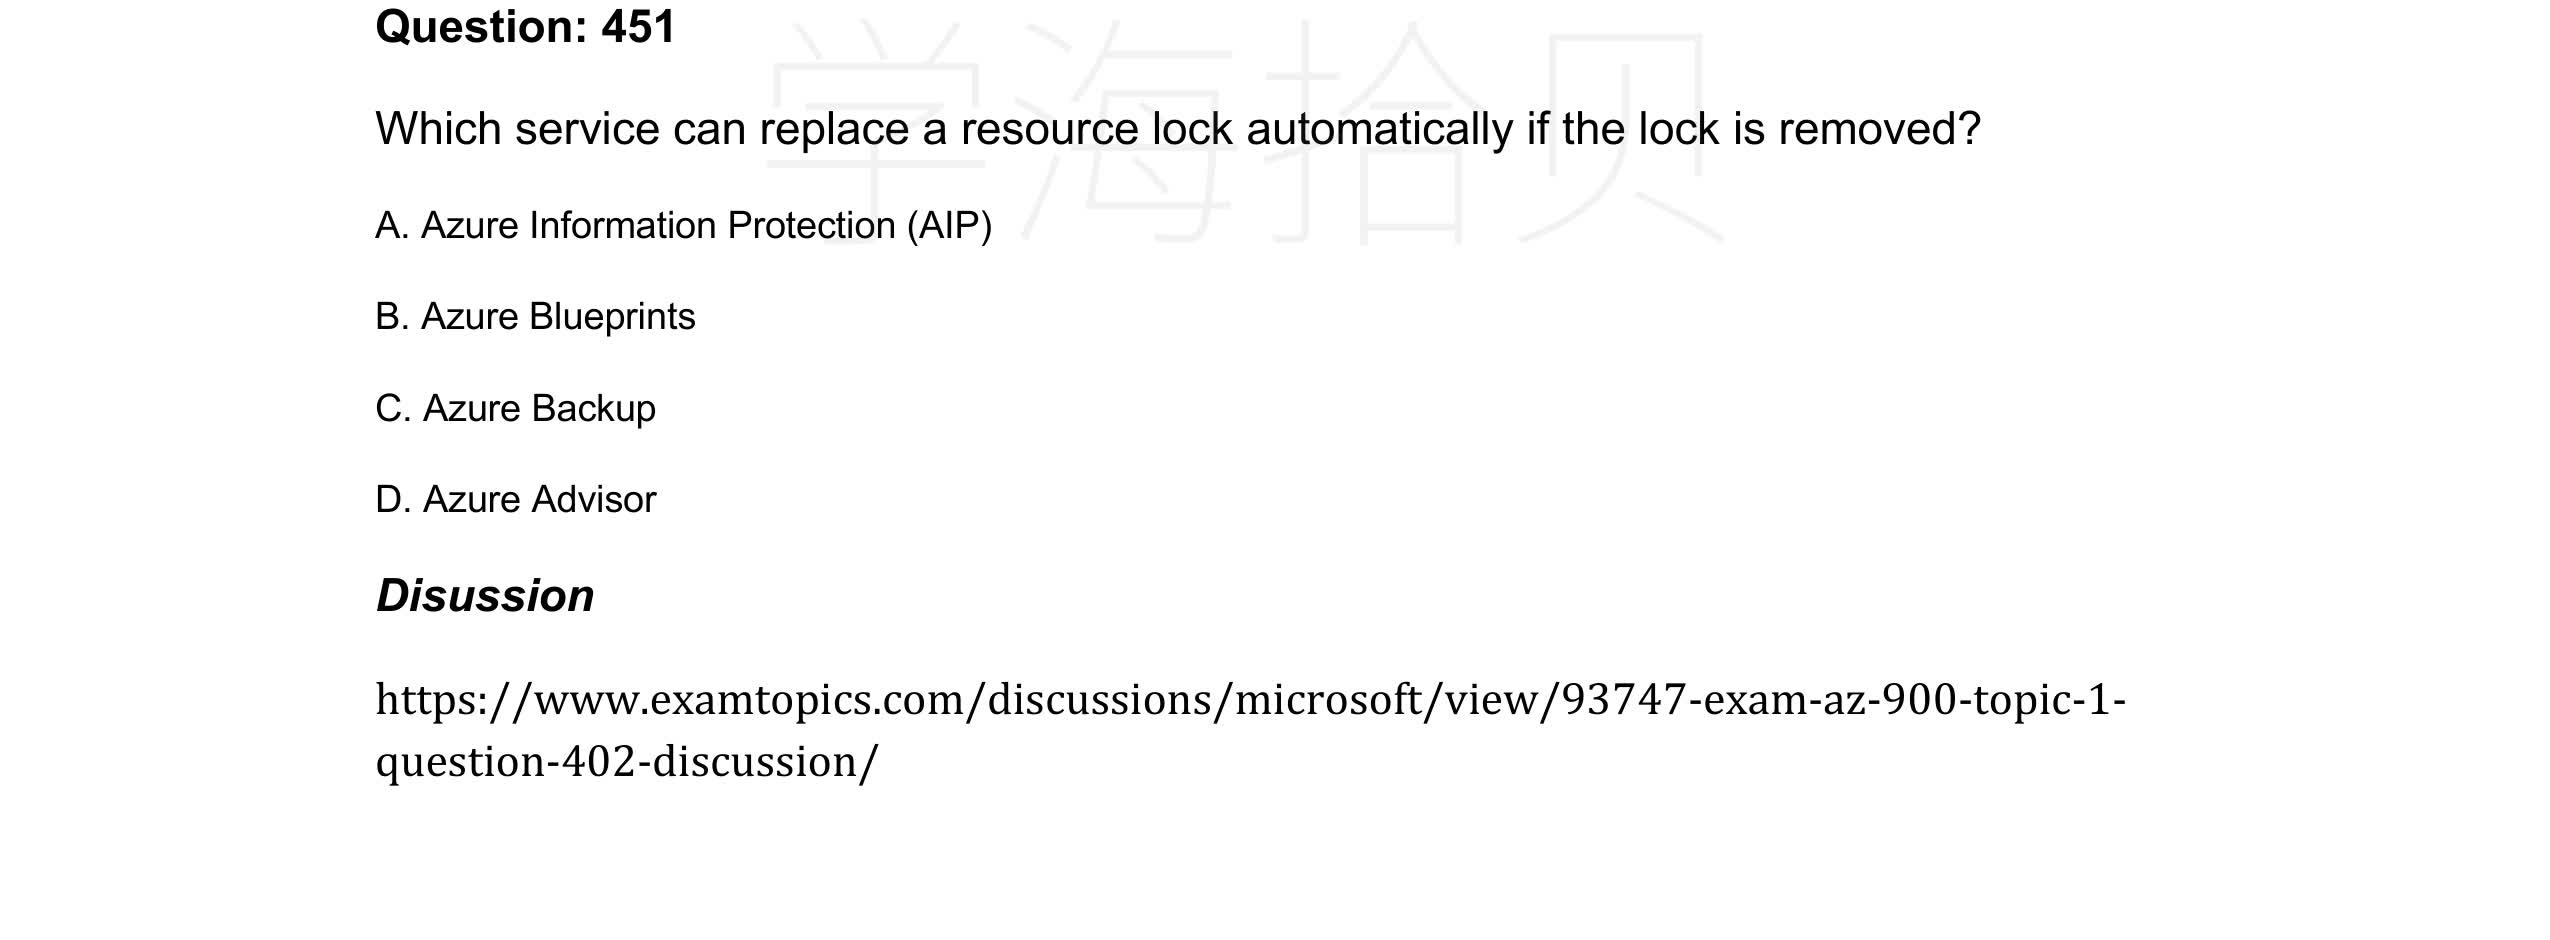 Question: 451
学海拾贝
Which service can replace a resource lock automatically if the lock is removed?
A. Azure Information Protection (AIP)
B. Azure Blueprints
C. Azure Backup
D. Azure Advisor
Disussion
https://www.examtopics.com/discussions/microsoft/view/93747-exam-az-900-topic-1-
question-402-discussion/